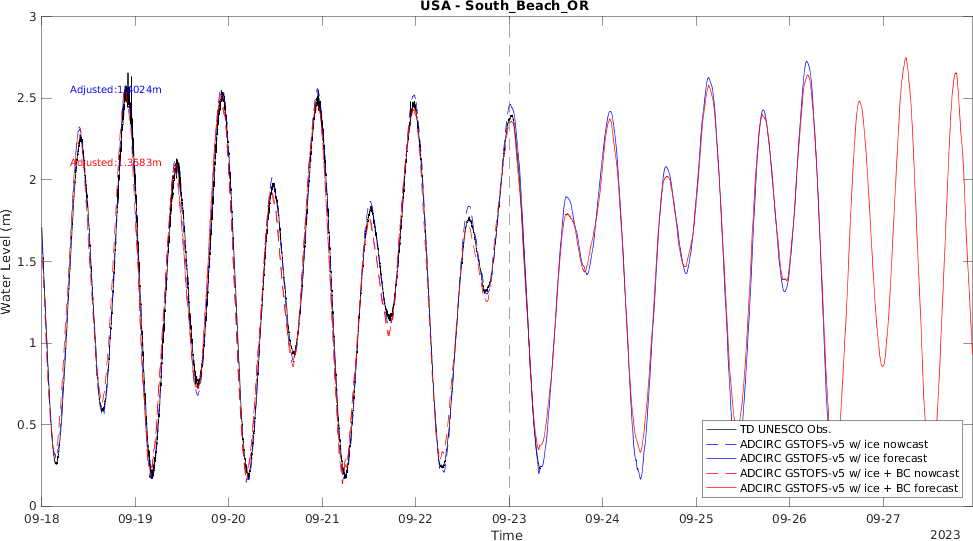 USA - South_Beach_OR
3
2.5
2
1.5
1
0.5
0
Water Level (m)
Adjusted:1.4024m
Adjusted:1.3683m
TD UNESCO Obs.
ADCIRC GSTOFS-v5 w/ ice nowcast
ADCIRC GSTOFS-v5 w/ ice forecast
ADCIRC GSTOFS-v5 w/ ice + BC nowcast
ADCIRC GSTOFS-v5 w/ ice + BC forecast
09-18 09-19 09-20 09-21 09-22 09-23 09-24 09-25 09-26 09-27
Time
2023